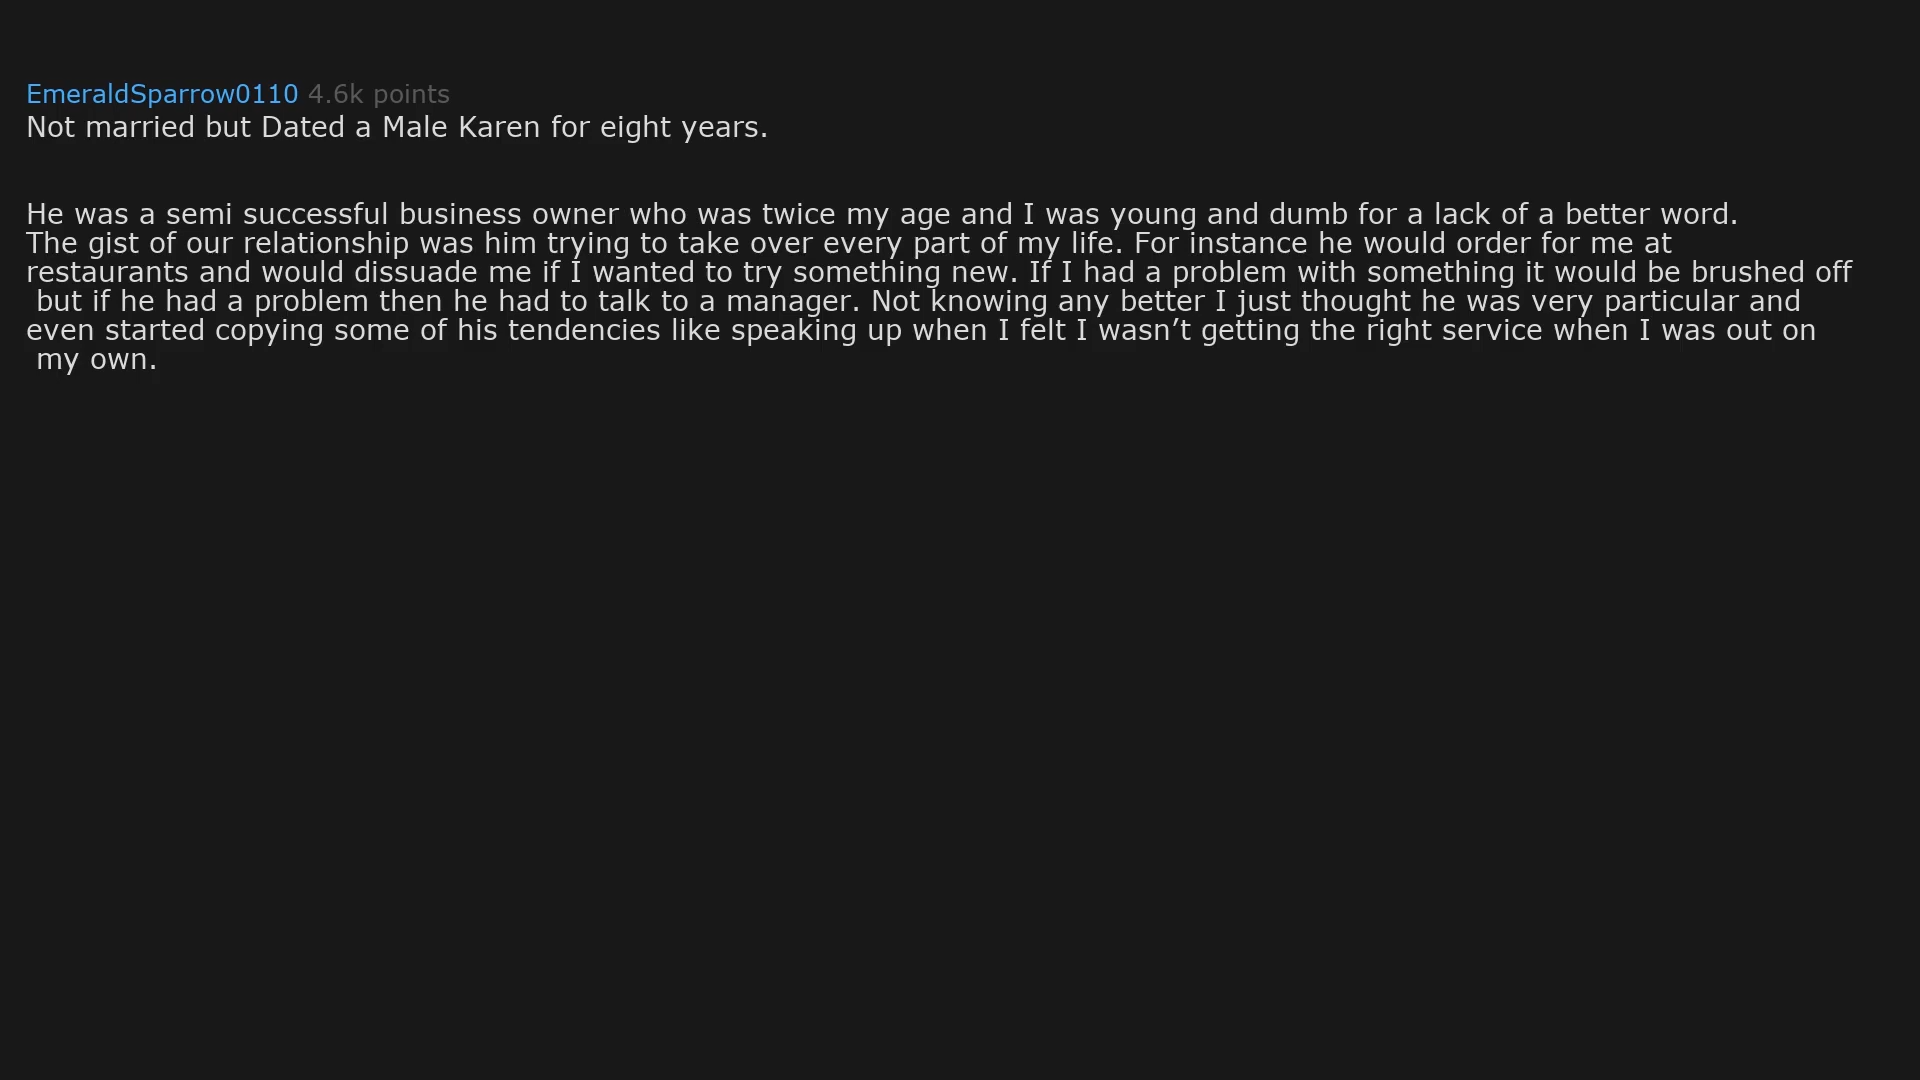 EmeraldSparrow0110 4.6k points
Not married but Dated a Male Karen for eight years.
He was a semi successful business owner who was twice my age and I was young and dumb for a lack of a better word.
The gist of our relationship was him trying to take over every part of my life. For instance he would order for me at
restaurants and would dissuade me if I wanted to try something new. If I had a problem with something it would be brushed off
but if he had a problem then he had to talk to a manager. Not knowing any better I just thought he was very particular and
even started copying some of his tendencies like speaking up when I felt I wasn’t getting the right service when I was out on
my own.